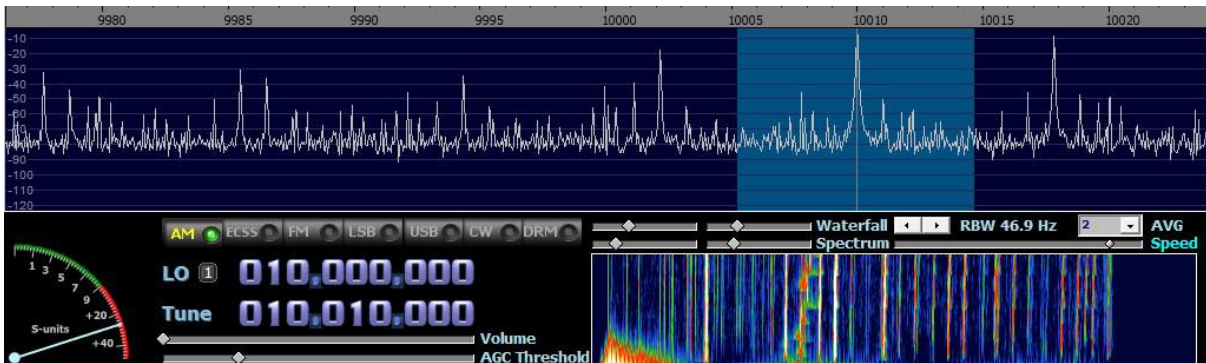 9980 9985 9990 9995 10000 10005 10010 10015 10020
-10
-20
-30
-40
-50
-60
-70
-80
-90
-100
-110
-120
AM ECSS FM LSB USB CW DRM
Waterfall RBW 46.9 Hz 2 AVG
Spectrum Speed
LO 1 010.000.000
Tune 010.010.000
1 3 5 7 9 +20 +40
S-units
Volume
AGC Threshold